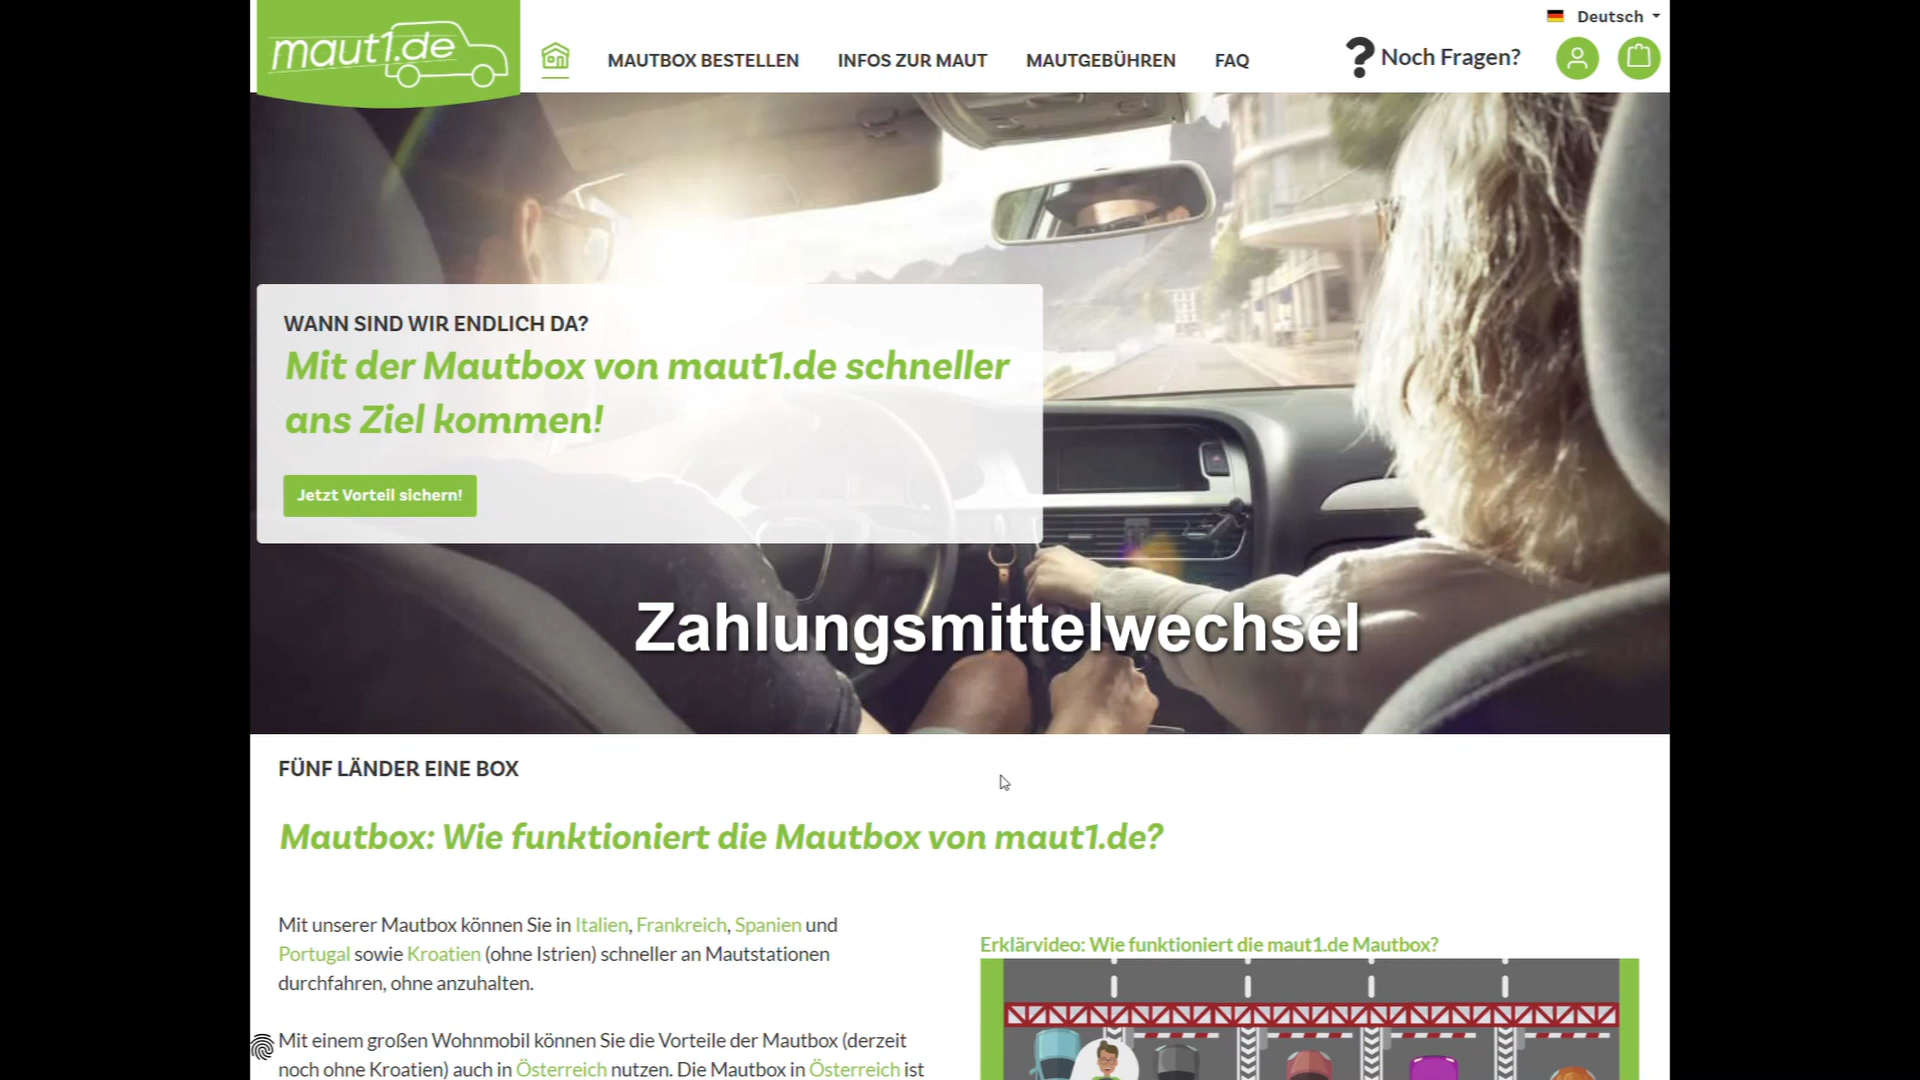 maut1.de
MAUTBOX BESTELLEN
INFOS ZUR MAUT
MAUTGEBÜHREN
FAQ
Noch Fragen?
Deutsch
WANN SIND WIR ENDLICH DA?
Mit der Mautbox von maut1.de schneller
ans Ziel kommen!
Jetzt Vorteil sichern!
Zahlungsmittelwechsel
FÜNF LÄNDER EINE BOX
Mautbox: Wie funktioniert die Mautbox von maut1.de?
Mit unserer Mautbox können Sie in Italien, Frankreich, Spanien und
Portugal sowie Kroatien (ohne Istrien) schneller an Mautstationen
durchfahren, ohne anzuhalten.
Mit einem großen Wohnmobil können Sie die Vorteile der Mautbox (derzeit
noch ohne Kroatien) auch in Österreich nutzen. Die Mautbox in Österreich ist
Erklärvideo: Wie funktioniert die maut1.de Mautbox?